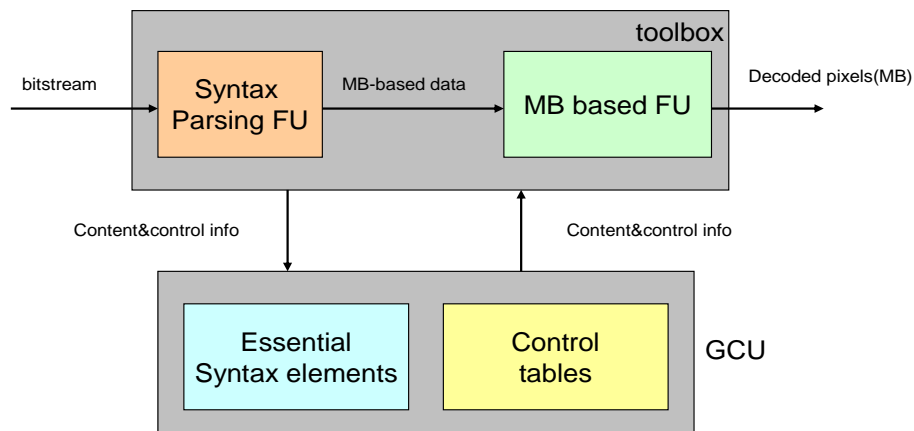 toolbox
bitstream
Syntax
Parsing FU
MB-based data
MB based FU
Decoded pixels(MB)
Content&control info
Content&control info
Essential
Syntax elements
Control
tables
GCU